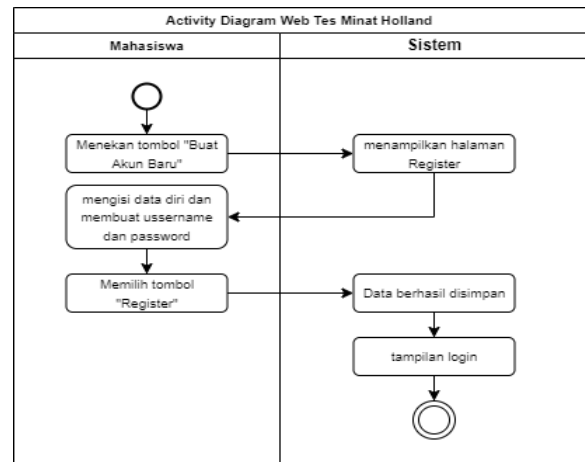 Activity Diagram Web Tes Minat Holland
Mahasiswa
Sistem
Menekan tombol "Buat
Akun Baru"
menampilkan halaman
Register
mengisi data diri dan
membuat ussername
dan password
Memilih tombol
"Register"
Data berhasil disimpan
tampilan login